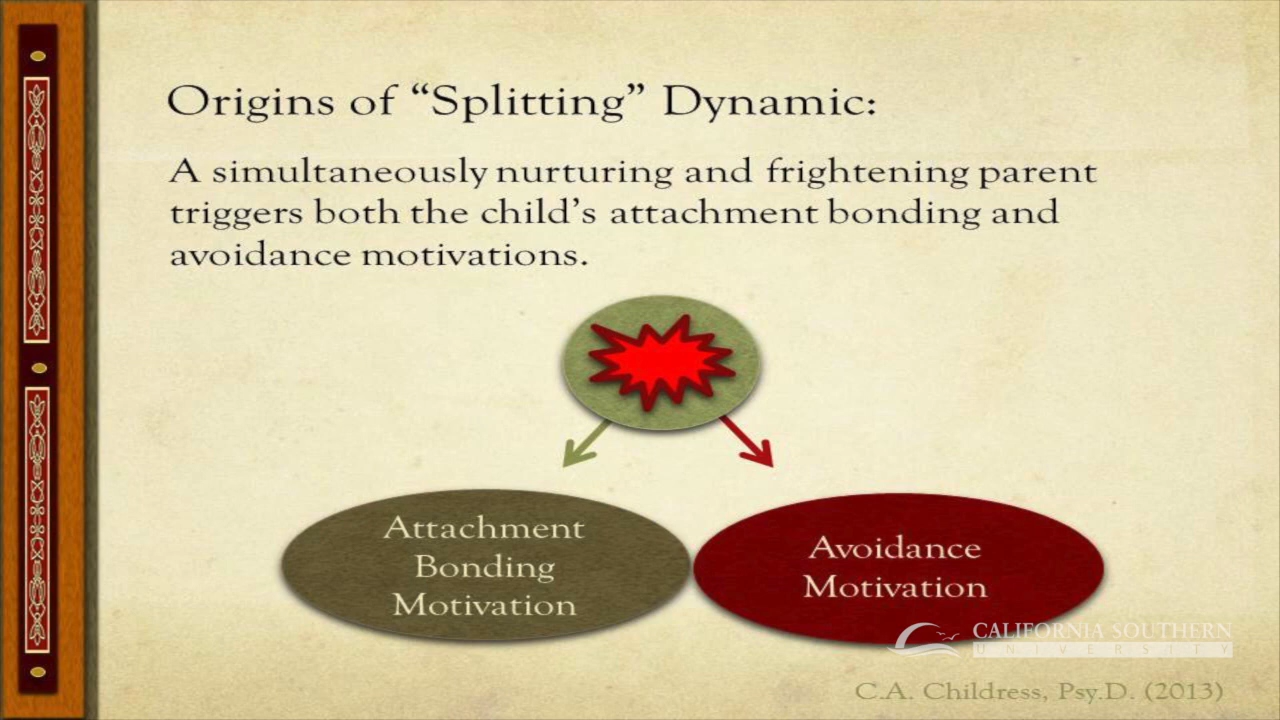 Origins of “Splitting” Dynamic:
A simultaneously nurturing and frightening parent
triggers both the child’s attachment bonding and
avoidance motivations.
Attachment
Bonding
Motivation
Avoidance
Motivation
CALIFORNIA SOUTHERN
UNIVERSITY
C.A. Childress, Psy.D. (2013)